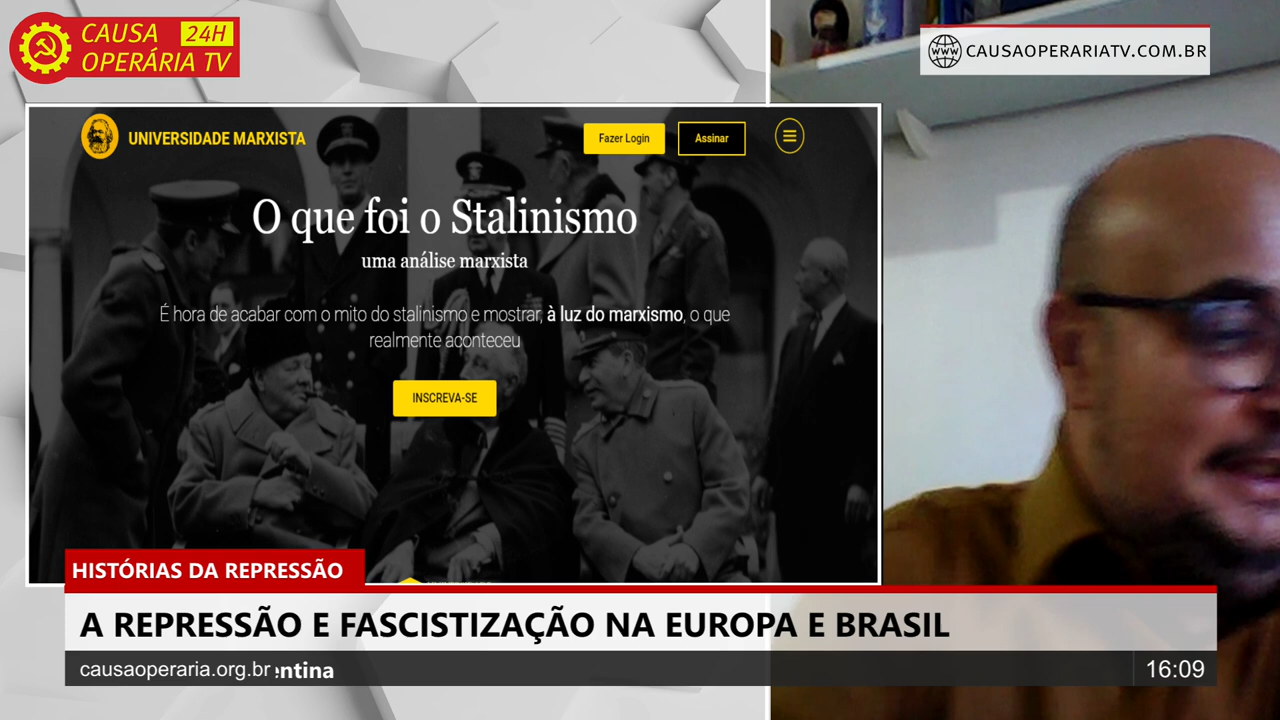 CAUSA 24H
OPERÁRIA TV
CAUSAOPERARIATV.COM.BR
UNIVERSIDADE MARXISTA
Fazer Login
Assinar
O que foi o Stalinismo
uma análise marxista
É hora de acabar com o mito do stalinismo e mostrar, à luz do marxismo, o que
realmente aconteceu
INSCREVA-SE
HISTÓRIAS DA REPRESSÃO
A REPRESSÃO E FASCISTIZAÇÃO NA EUROPA E BRASIL
causaoperaria.org.br entina
16:09